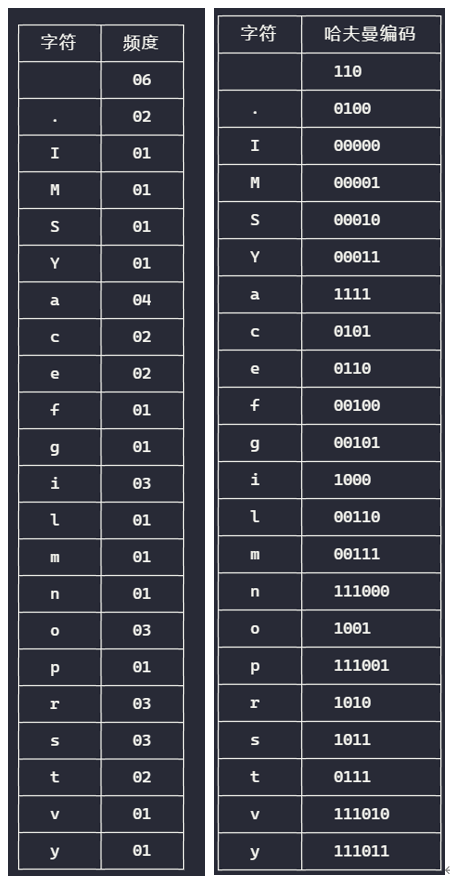 字符 频度
06
. 02
I 01
M 01
S 01
Y 01
a 04
c 02
e 02
f 01
g 01
i 03
l 01
m 01
n 01
o 03
p 01
r 03
s 03
t 02
v 01
y 01
字符 哈夫曼编码
110
. 0100
I 00000
M 00001
S 00010
Y 00011
a 1111
c 0101
e 0110
f 00100
g 00101
i 1000
l 00110
m 00111
n 111000
o 1001
p 111001
r 1010
s 1011
t 0111
v 111010
y 111011